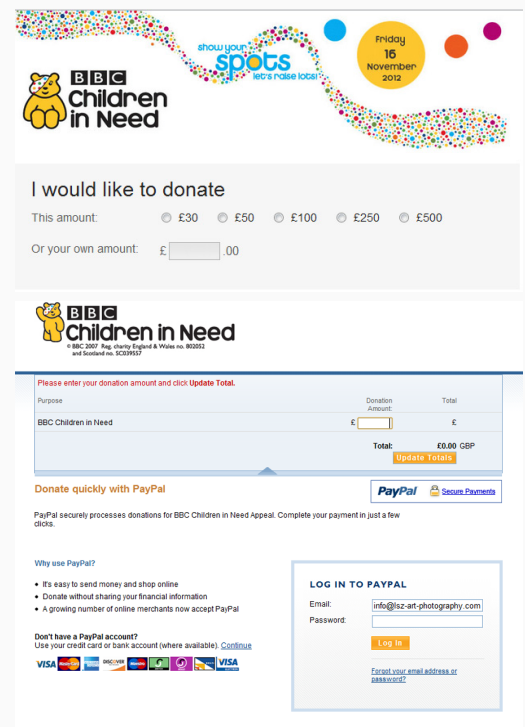 show your
spots
let's raise lots!
Friday
16
November
2012
BBC
Children
in Need
I would like to donate
This amount: £30 £50 £100 £250 £500
Or your own amount: £ .00
BBC
Children in Need
© BBC 2007 Reg. charity England & Wales no. 802052
and Scotland no. SC039557
Please enter your donation amount and click Update Total.
Purpose Donation Amount: Total
BBC Children in Need £ £
Total: £0.00 GBP
Update Totals
Donate quickly with PayPal
PayPal Secure Payments
PayPal securely processes donations for BBC Children in Need Appeal. Complete your payment in just a few
clicks.
Why use PayPal?
It's easy to send money and shop online
Donate without sharing your financial information
A growing number of online merchants now accept PayPal
Don't have a PayPal account?
Use your credit card or bank account (where available). Continue
VISA MasterCard DISCOVER VISA
LOG IN TO PAYPAL
Email: info@lsz-art-photography.com
Password:
Log In
Forgot your email address or
password?